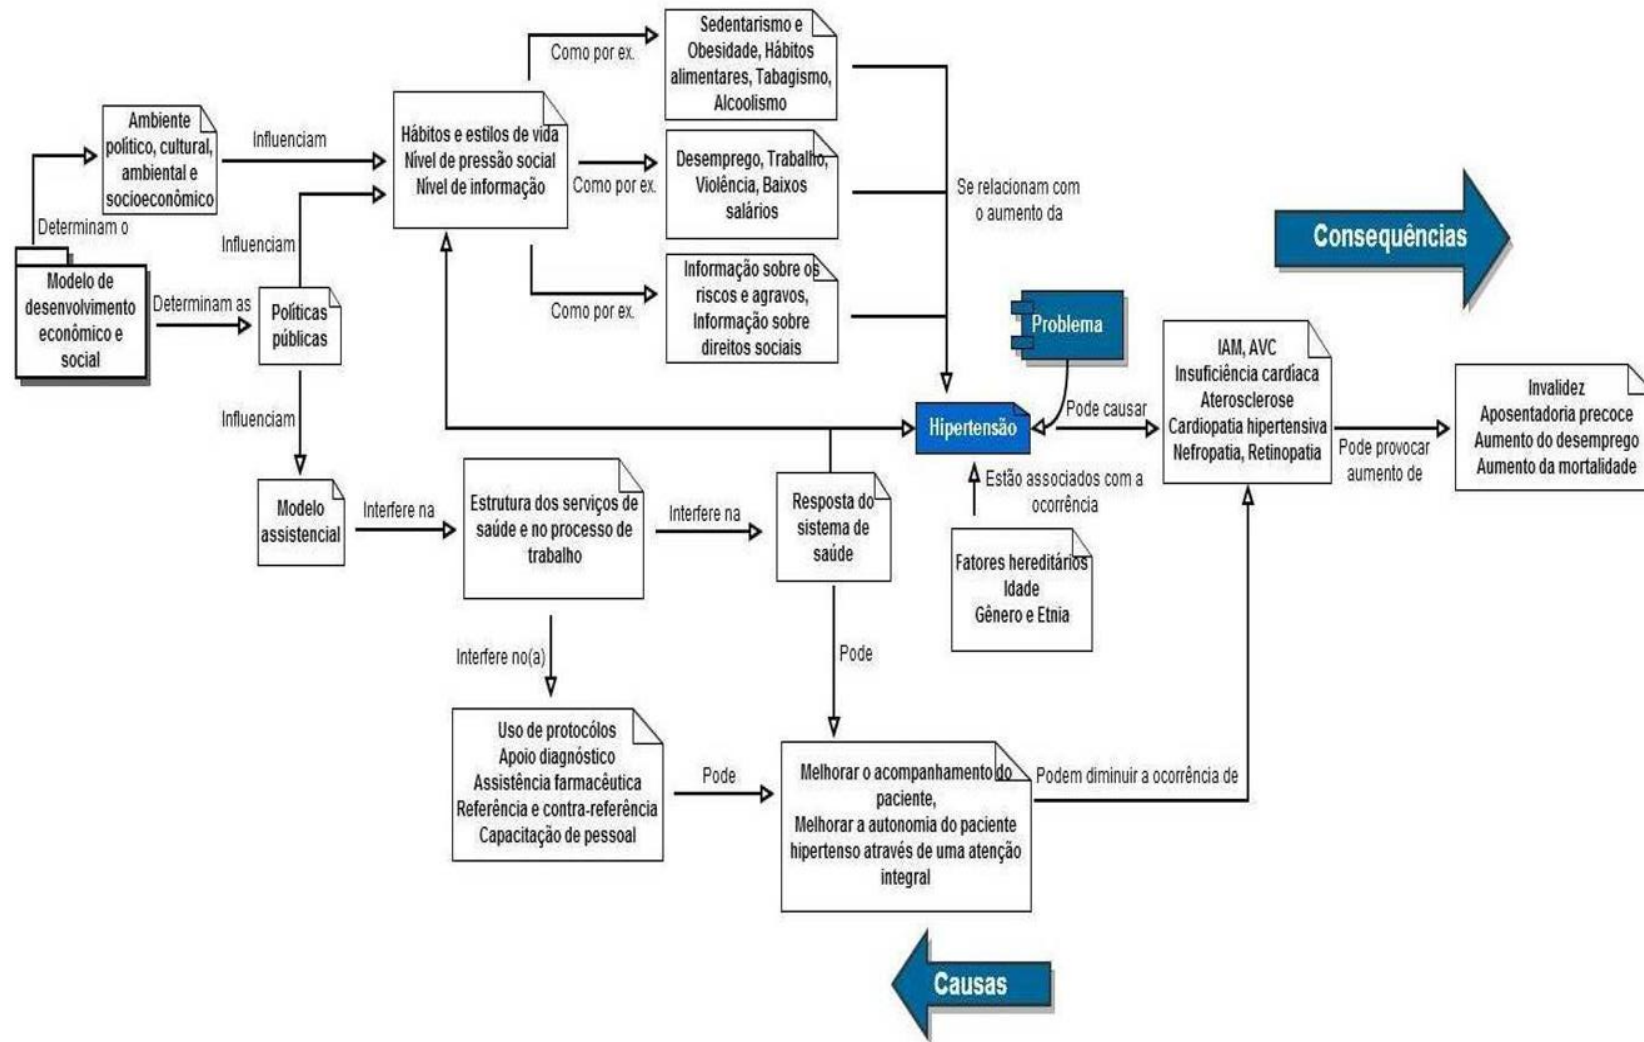 Sedentarismo e
Obesidade, Hábitos
alimentares, Tabagismo,
Alcoolismo
Como por ex.
Ambiente
político, cultural,
ambiental e
socioeconômico
Influenciam
Hábitos e estilos de vida
Nível de pressão social
Nível de informação
Como por ex.
Desemprego, Trabalho,
Violência, Baixos
salários
Se relacionam com
o aumento da
Determinam o
Influenciam
Consequências
Modelo de
desenvolvimento
econômico e
social
Determinam as
Políticas
públicas
Como por ex.
Informação sobre os
riscos e agravos,
Informação sobre
direitos sociais
Problema
IAM, AVC
Insuficiência cardíaca
Aterosclerose
Cardiopatia hipertensiva
Nefropatia, Retinopatia
Invalidez
Aposentadoria precoce
Aumento do desemprego
Aumento da mortalidade
Influenciam
Hipertensão
Pode causar
Pode provocar
aumento de
Estão associados com a
ocorrência
Modelo
assistencial
Interfere na
Estrutura dos serviços de
saúde e no processo de
trabalho
Interfere na
Resposta do
sistema de
saúde
Fatores hereditários
Idade
Gênero e Etnia
Interfere no(a)
Pode
Uso de protocólos
Apoio diagnóstico
Assistência farmacêutica
Referência e contra-referência
Capacitação de pessoal
Pode
Melhorar o acompanhamento do
paciente,
Melhorar a autonomia do paciente
hipertenso através de uma atenção
integral
Podem diminuir a ocorrência de
Causas